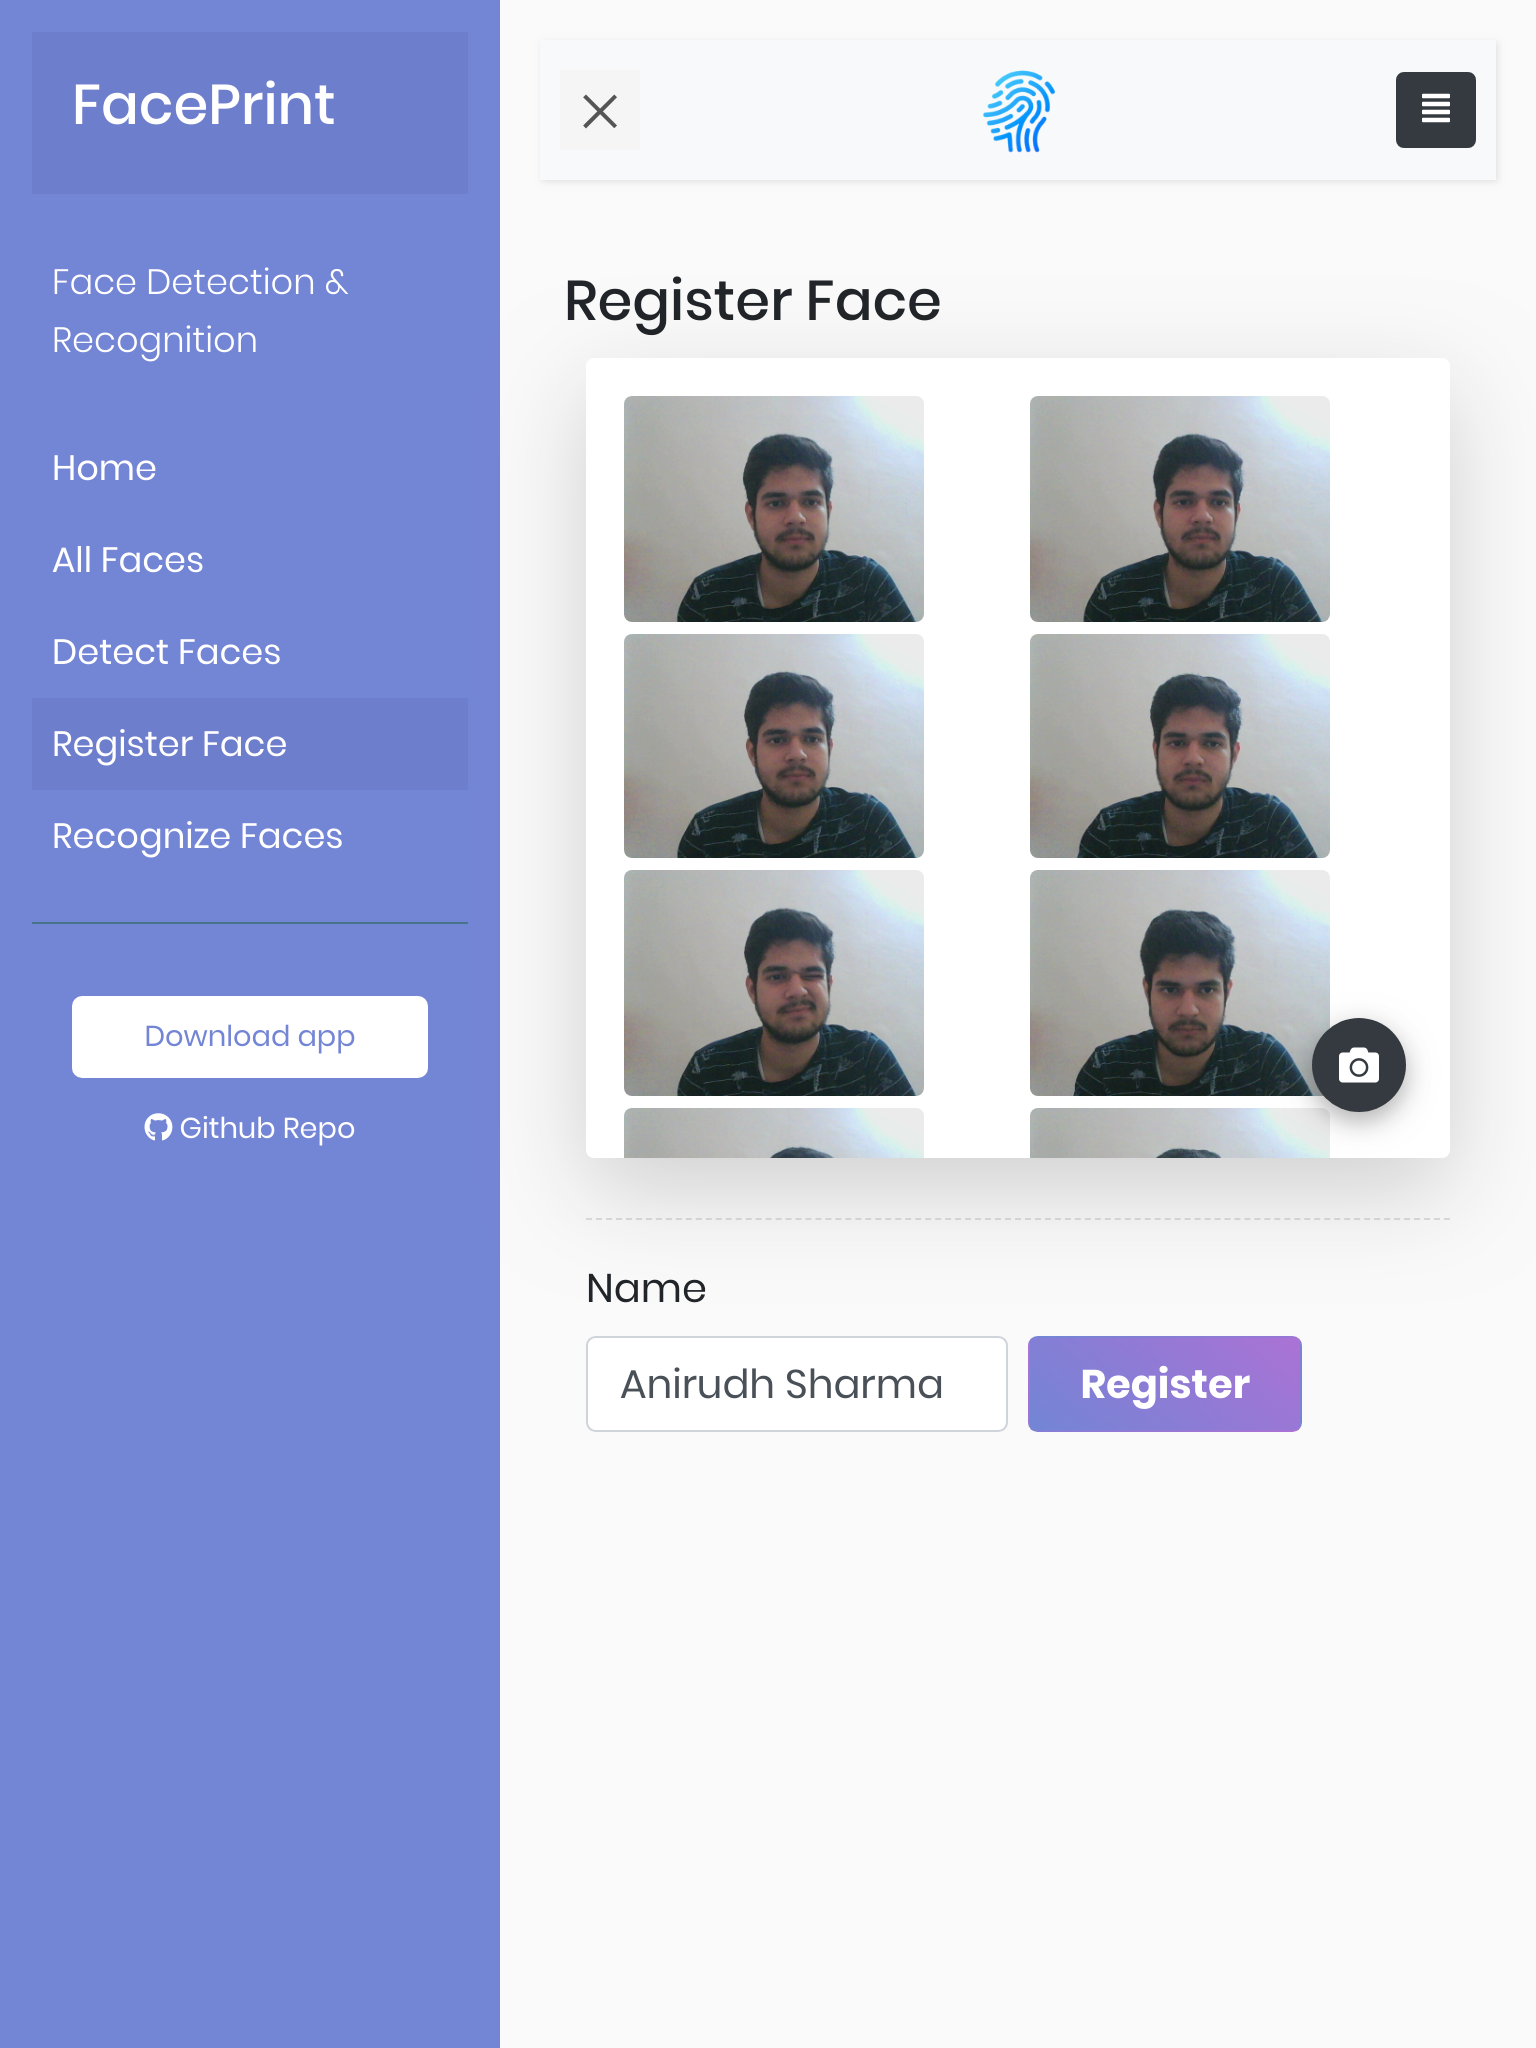 FacePrint
Face Detection &
Recognition
Home
All Faces
Detect Faces
Register Face
Recognize Faces
Download app
Github Repo
Register Face
Name
Anirudh Sharma
Register